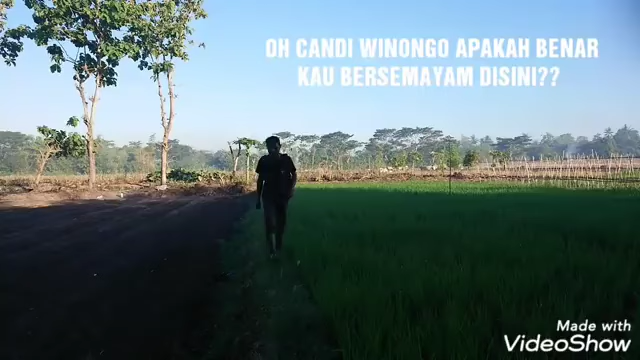 OH CANDI WINONGO APAKAH BENAR
KAU BERSEMAYAM DISINI??
Made with
VideoShow